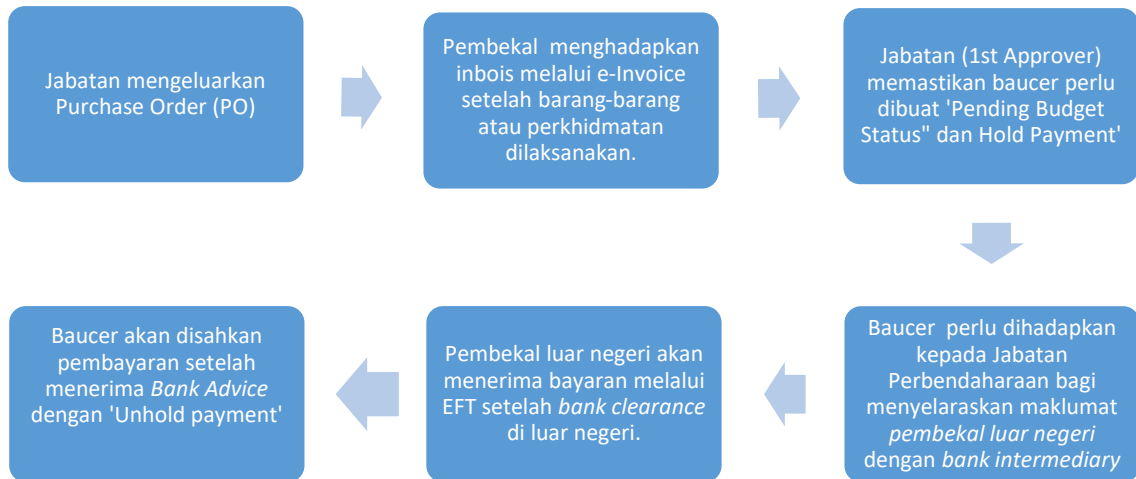 Jabatan mengeluarkan
Purchase Order (PO)
Pembekal menghadapkan
inbois melalui e-Invoice
setelah barang-barang
atau perkhidmatan
dilaksanakan.
Jabatan (1st Approver)
memastikan baucer perlu
dibuat 'Pending Budget
Status" dan Hold Payment'
Baucer perlu dihadapkan
kepada Jabatan
Perbendaharaan bagi
menyelaraskan maklumat
pembekal luar negeri
dengan bank intermediary
Pembekal luar negeri akan
menerima bayaran melalui
EFT setelah bank clearance
di luar negeri.
Baucer akan disahkan
pembayaran setelah
menerima Bank Advice
dengan 'Unhold payment'